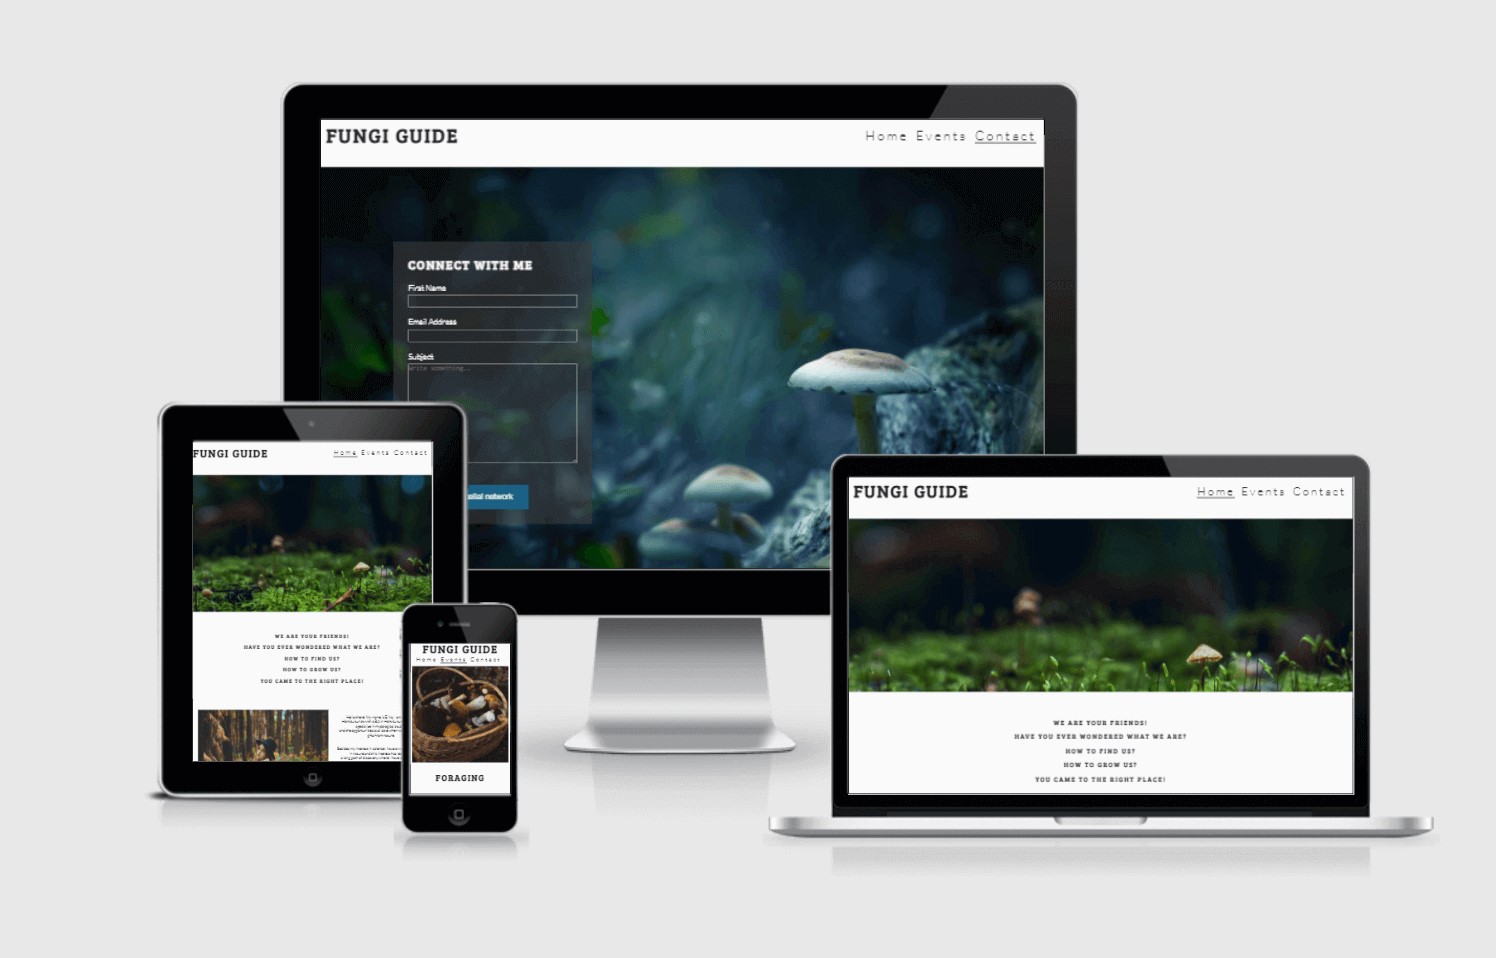 FUNGI GUIDE
Home Events Contact
CONNECT WITH ME
First Name
Email Address
Subject
Write something..
network
FUNGI GUIDE
Home Events Contact
WE ARE YOUR FRIENDS!
HAVE YOU EVER WONDERED WHAT WE ARE?
HOW TO FIND US?
HOW TO GROW US?
YOU CAME TO THE RIGHT PLACE!
FUNGI GUIDE
Home Events Contact
FORAGING
FUNGI GUIDE
Home Events Contact
WE ARE YOUR FRIENDS!
HAVE YOU EVER WONDERED WHAT WE ARE?
HOW TO FIND US?
HOW TO GROW US?
YOU CAME TO THE RIGHT PLACE!